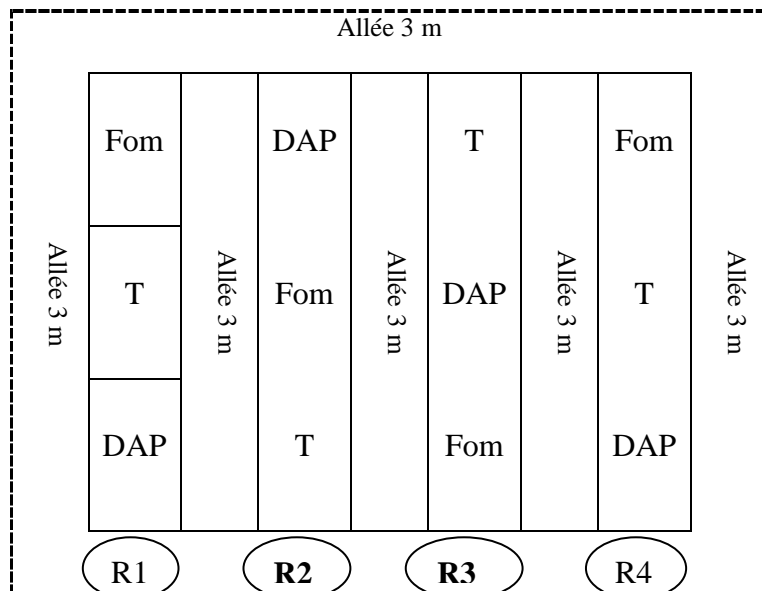 Allée 3 m
Fom DAP T Fom
Allée 3 m Allée 3 m Allée 3 m Allée 3 m Allée 3 m
T Fom DAP T
DAP T Fom DAP
R1 R2 R3 R4